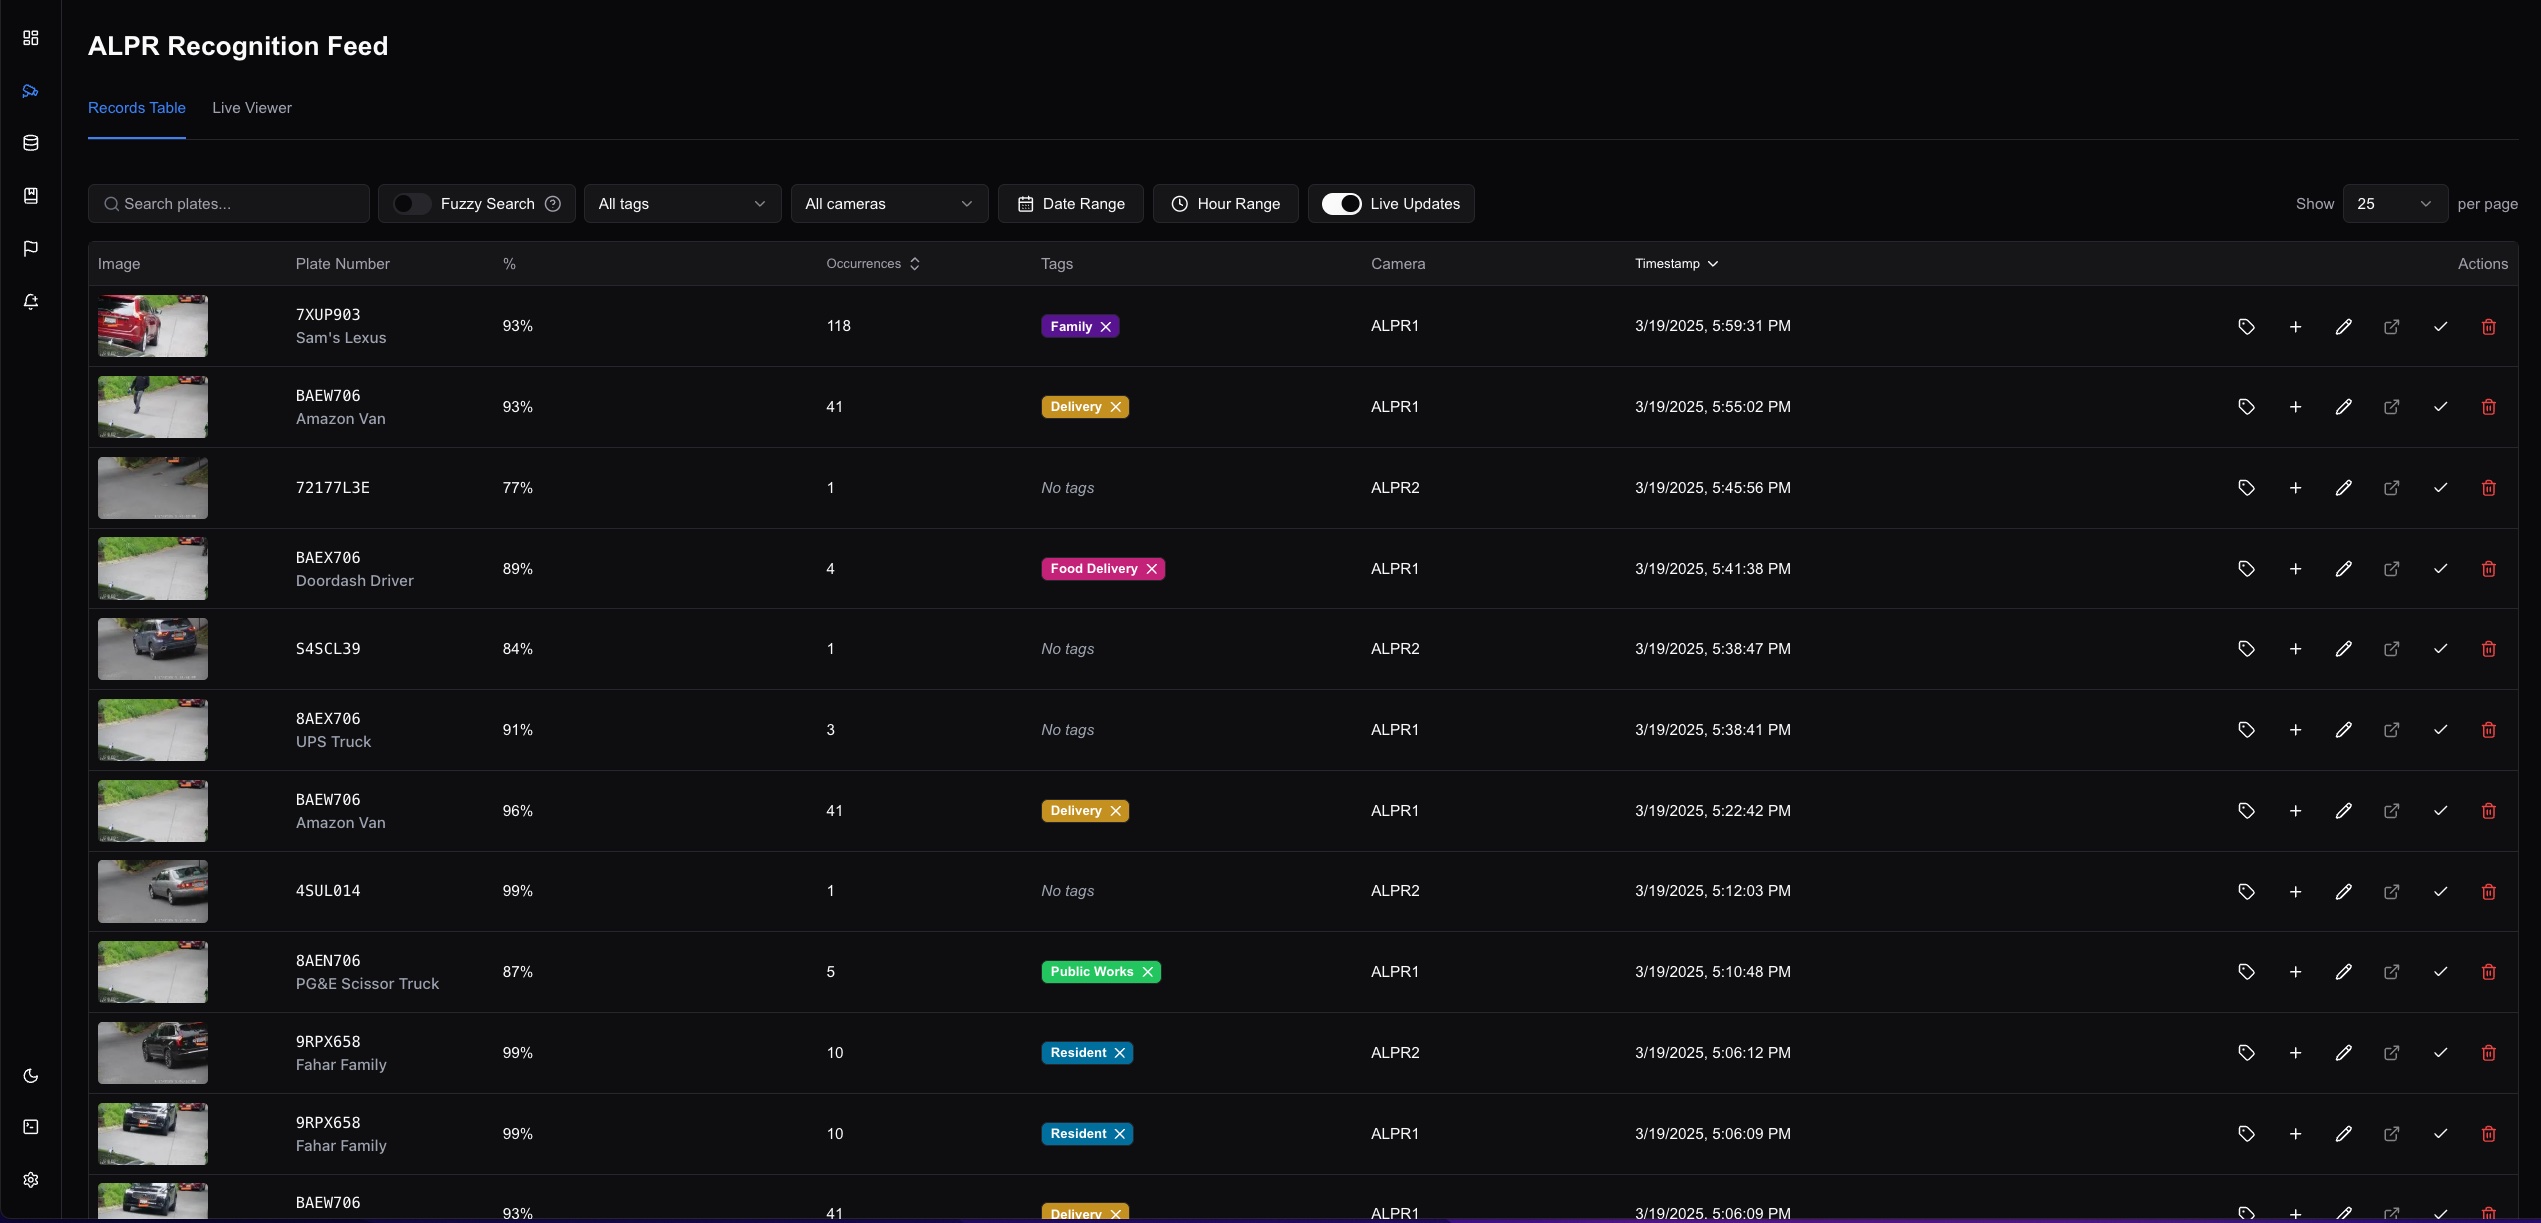 ALPR Recognition Feed
Records Table Live Viewer
Search plates... Fuzzy Search All tags All cameras Date Range Hour Range Live Updates Show 25 per page
Image Plate Number % Occurrences Tags Camera Timestamp Actions
7XUP903
Sam's Lexus
93% 118 Family ALPR1 3/19/2025, 5:59:31 PM
BAEW706
Amazon Van
93% 41 Delivery ALPR1 3/19/2025, 5:55:02 PM
72177L3E 77% 1 No tags ALPR2 3/19/2025, 5:45:56 PM
BAEX706
Doordash Driver
89% 4 Food Delivery ALPR1 3/19/2025, 5:41:38 PM
S4SCL39 84% 1 No tags ALPR2 3/19/2025, 5:38:47 PM
8AEX706
UPS Truck
91% 3 No tags ALPR1 3/19/2025, 5:38:41 PM
BAEW706
Amazon Van
96% 41 Delivery ALPR1 3/19/2025, 5:22:42 PM
4SUL014 99% 1 No tags ALPR2 3/19/2025, 5:12:03 PM
8AEN706
PG&E Scissor Truck
87% 5 Public Works ALPR1 3/19/2025, 5:10:48 PM
9RPX658
Fahar Family
99% 10 Resident ALPR2 3/19/2025, 5:06:12 PM
9RPX658
Fahar Family
99% 10 Resident ALPR1 3/19/2025, 5:06:09 PM
BAEW706
93% 41 Delivery ALPR1 3/19/2025, 5:06:09 PM